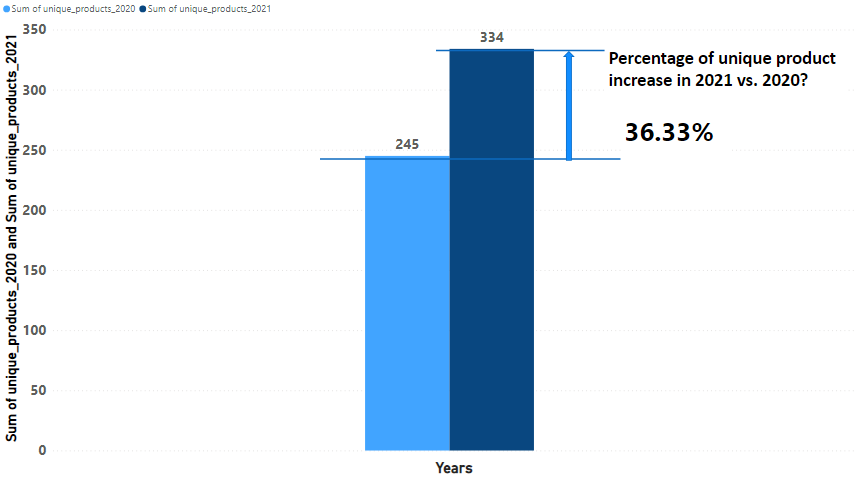 Sum of unique_products_2020 Sum of unique_products_2021
Sum of unique_products_2020 and Sum of unique_products_2021
350
300
250
200
150
100
50
0
245
334
Percentage of unique product
increase in 2021 vs. 2020?
36.33%
Years